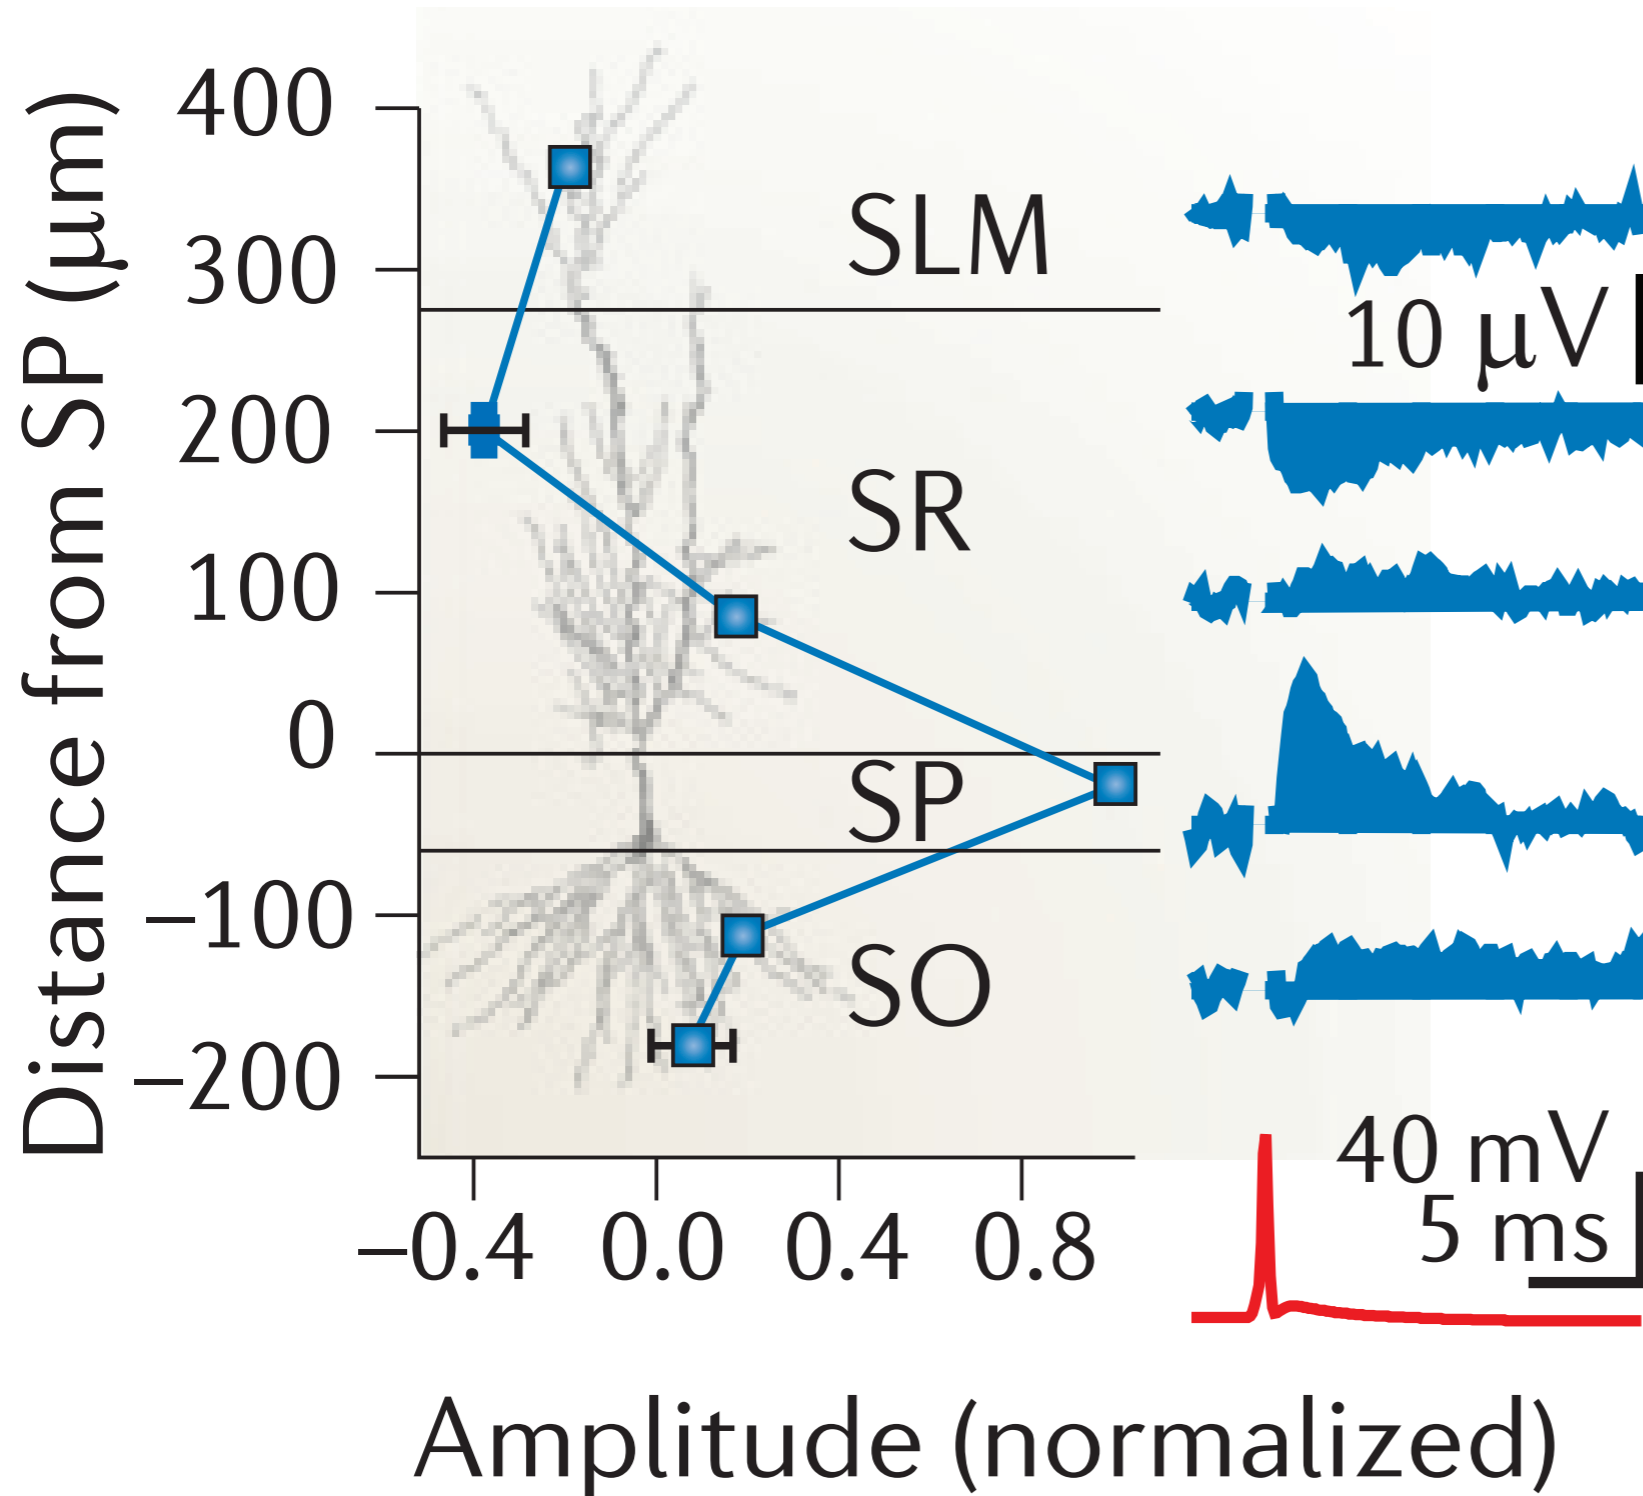 Distance from SP (μm)
400
300
200
100
0
−100
−200
SLM
SR
SP
SO
10 μV
40 mV
5 ms
−0.4 0.0 0.4 0.8
Amplitude (normalized)